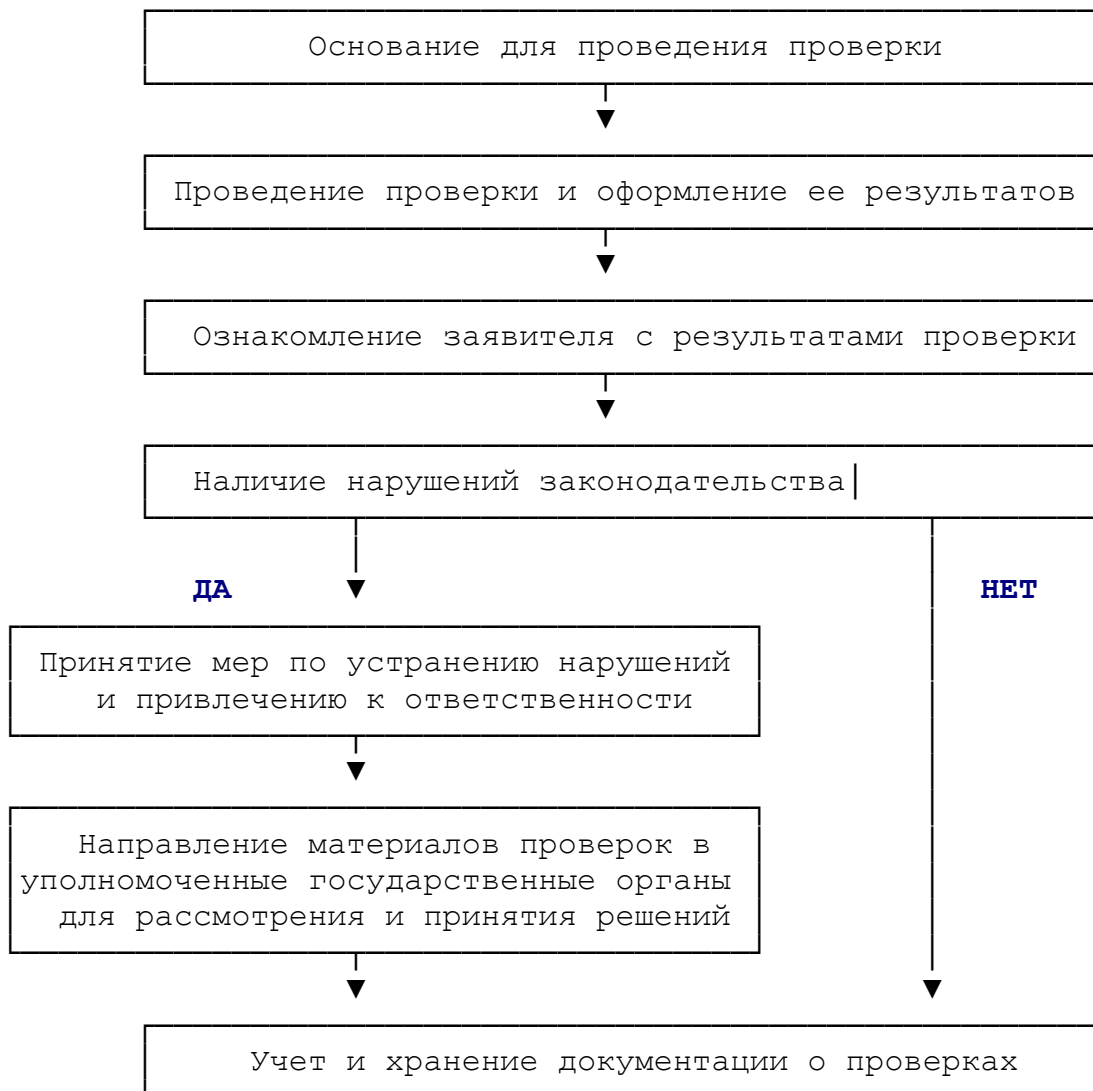 Основание для проведения проверки
Проведение проверки и оформление ее результатов
Ознакомление заявителя с результатами проверки
Наличие нарушений законодательства
ДА
НЕТ
Принятие мер по устранению нарушений
и привлечению к ответственности
Направление материалов проверок в
уполномоченные государственные органы
для рассмотрения и принятия решений
Учет и хранение документации о проверках